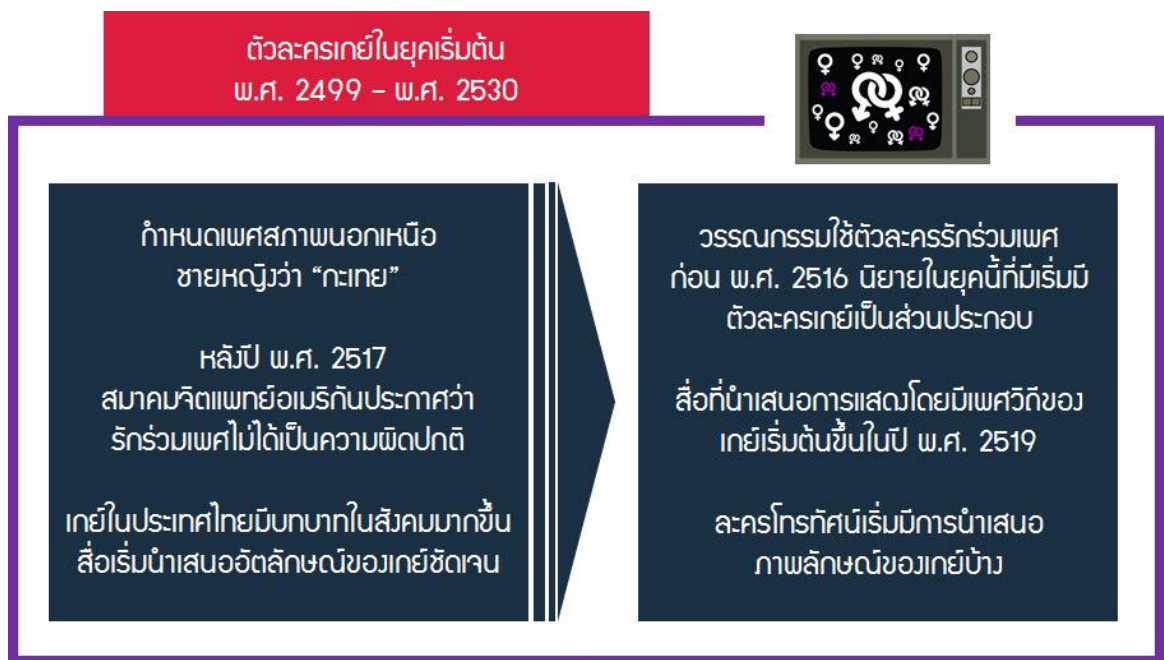 ตัวละครเกย์ในยุคเริ่มต้น
พ.ศ. 2499 – พ.ศ. 2530
กำหนดเพศสภาพนอกเหนือ
ชายหญิงว่า “กะเทย”
หลังปี พ.ศ. 2517
สมาคมจิตแพทย์อเมริกันประกาศว่า
รักร่วมเพศไม่ได้เป็นความผิดปกติ
เกย์ในประเทศไทยมีบทบาทในสังคมมากขึ้น
สื่อเริ่มนำเสนออัตลักษณ์ของเกย์ชัดเจน
วรรณกรรมใช้ตัวละครรักร่วมเพศ
ก่อน พ.ศ. 2516 นิยายในยุคนี้ที่มีเริ่มมี
ตัวละครเกย์เป็นส่วนประกอบ
สื่อที่นำเสนอการแสดงโดยมีเพศวิถีของ
เกย์เริ่มต้นขึ้นในปี พ.ศ. 2519
ละครโทรทัศน์เริ่มมีการนำเสนอ
ภาพลักษณ์ของเกย์บ้าง